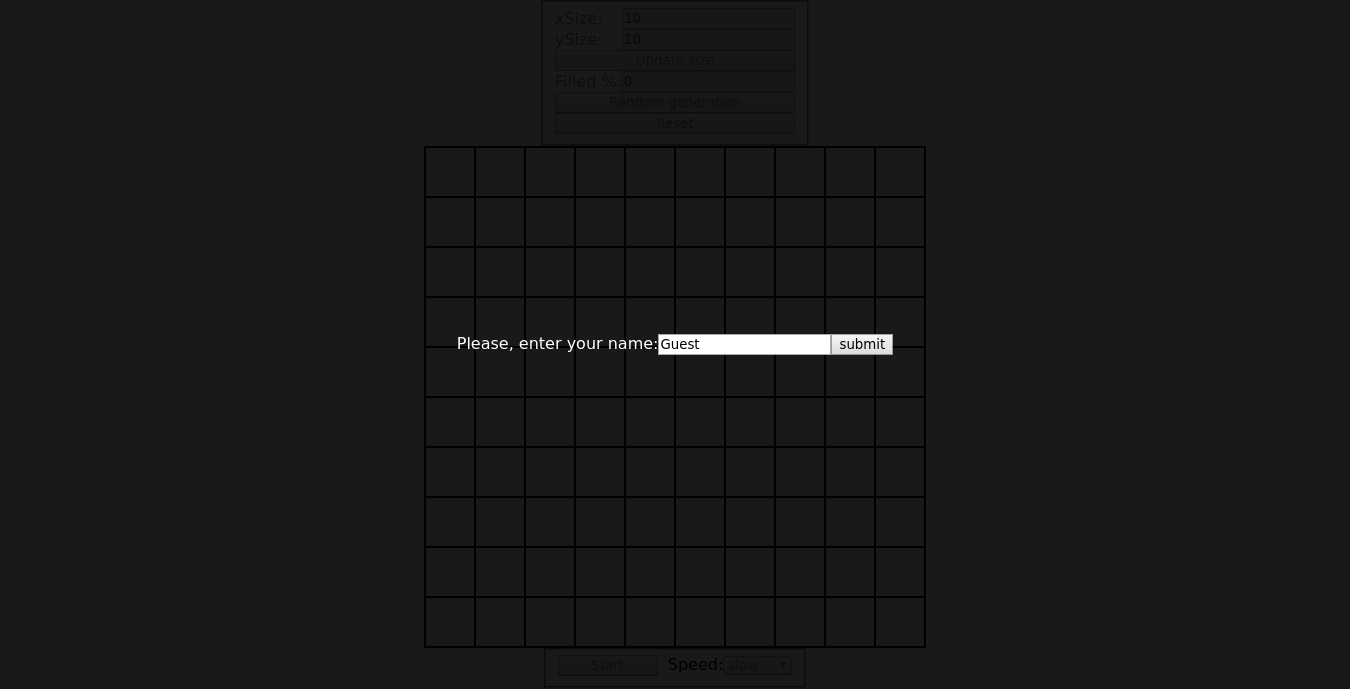 xSize: 10
ySize: 10
Update size.
Filled %: 0
Random generation
Reset
Please, enter your name: Guest submit
Start Speed: slow